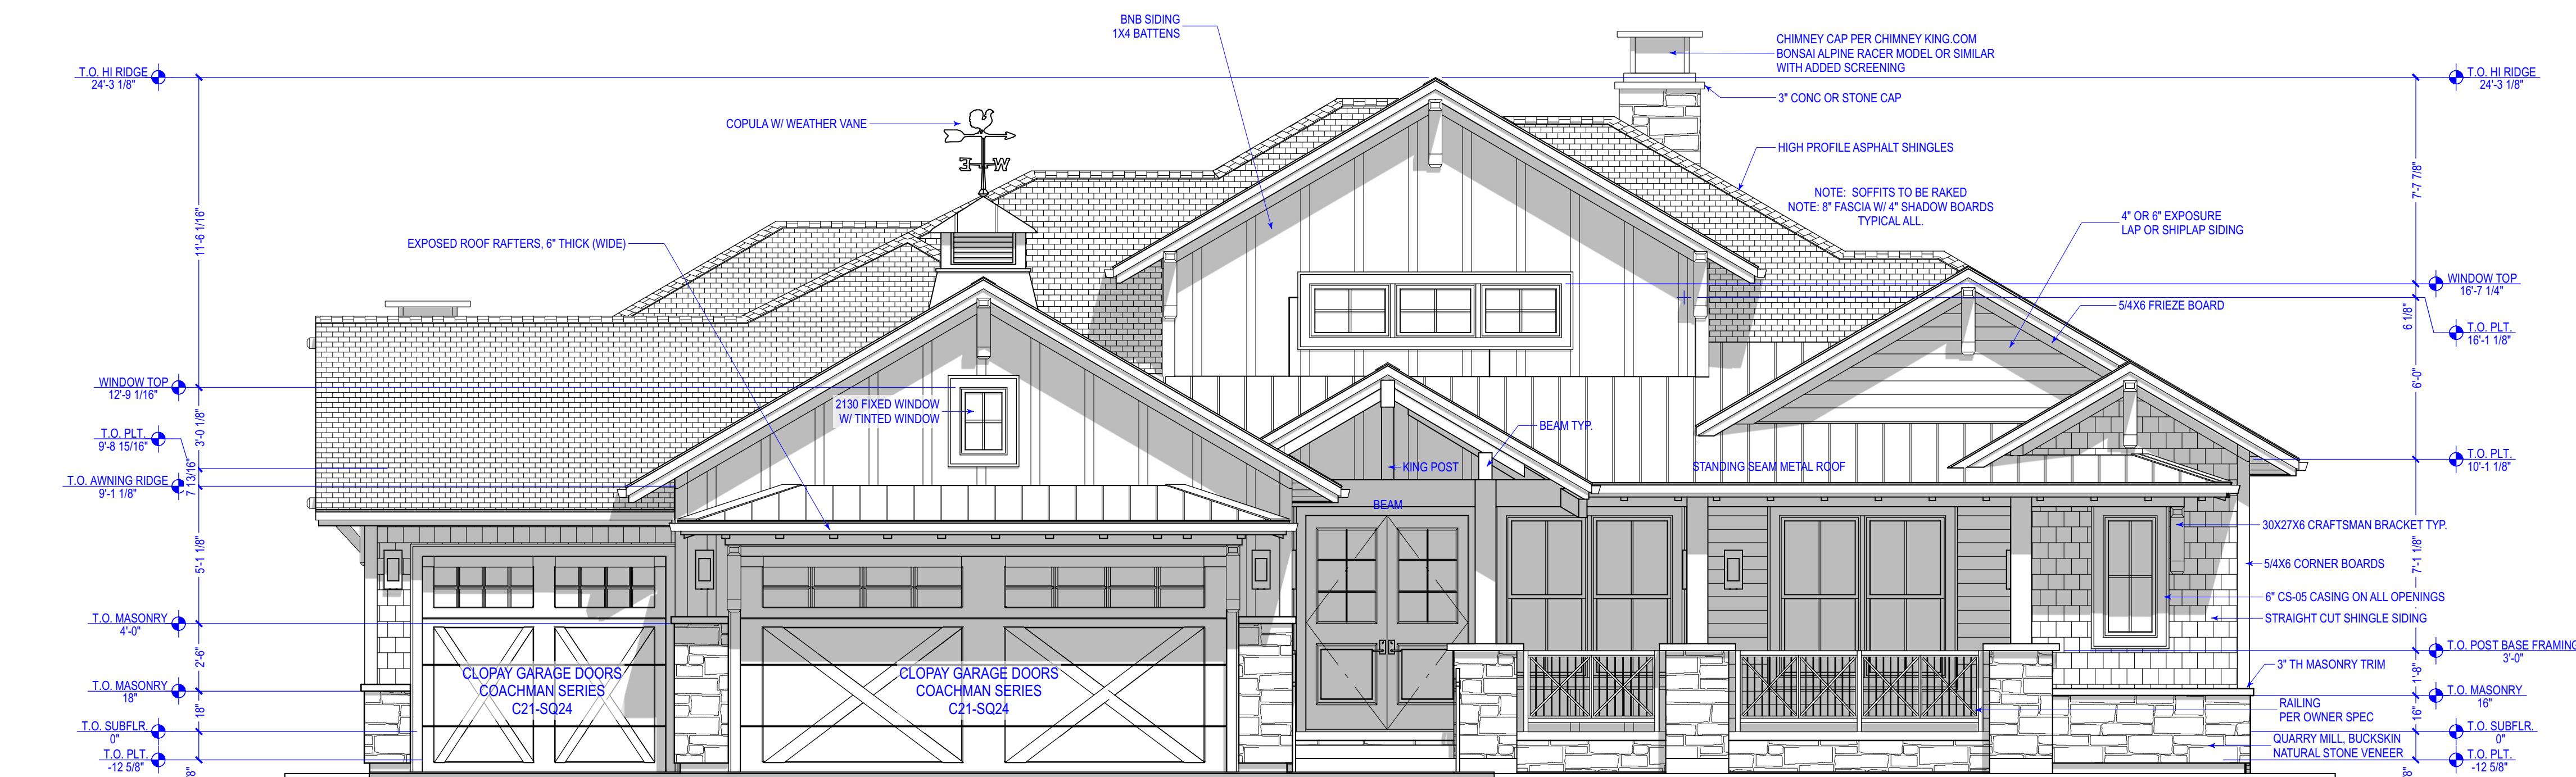 BNB SIDING
1X4 BATTENS
CHIMNEY CAP PER CHIMNEY KING.COM
BONSAI ALPINE RACER MODEL OR SIMILAR
WITH ADDED SCREENING
T.O. HI RIDGE
24'-3 1/8"
T.O. HI RIDGE
24'-3 1/8"
3" CONC OR STONE CAP
COPULA W/ WEATHER VANE
HIGH PROFILE ASPHALT SHINGLES
E W
NOTE: SOFFITS TO BE RAKED
NOTE: 8" FASCIA W/ 4" SHADOW BOARDS
TYPICAL ALL.
7'-7 7/8"
11'-6 1/16"
4" OR 6" EXPOSURE
LAP OR SHIPLAP SIDING
EXPOSED ROOF RAFTERS, 6" THICK (WIDE)
WINDOW TOP
16'-7 1/4"
5/4X6 FRIEZE BOARD
6 1/8"
T.O. PLT.
16'-1 1/8"
WINDOW TOP
12'-9 1/16"
6'-0"
2130 FIXED WINDOW
W/ TINTED WINDOW
3'-0 1/8"
BEAM TYP.
T.O. PLT.
9'-8 15/16"
KING POST
STANDING SEAM METAL ROOF
T.O. PLT.
10'-1 1/8"
7 13/16"
T.O. AWNING RIDGE
9'-1 1/8"
BEAM
30X27X6 CRAFTSMAN BRACKET TYP.
5'-1 1/8"
7'-1 1/8"
5/4X6 CORNER BOARDS
6" CS-05 CASING ON ALL OPENINGS
T.O. MASONRY
4'-0"
STRAIGHT CUT SHINGLE SIDING
2'-6"
T.O. POST BASE FRAMING
3'-0"
3" TH MASONRY TRIM
1'-8"
CLOPAY GARAGE DOORS
COACHMAN SERIES
C21-SQ24
CLOPAY GARAGE DOORS
COACHMAN SERIES
C21-SQ24
T.O. MASONRY
18"
T.O. MASONRY
16"
18"
16"
RAILING
PER OWNER SPEC
T.O. SUBFLR.
0"
T.O. SUBFLR.
0"
QUARRY MILL, BUCKSKIN
NATURAL STONE VENEER
T.O. PLT.
-12 5/8"
T.O. PLT.
-12 5/8"